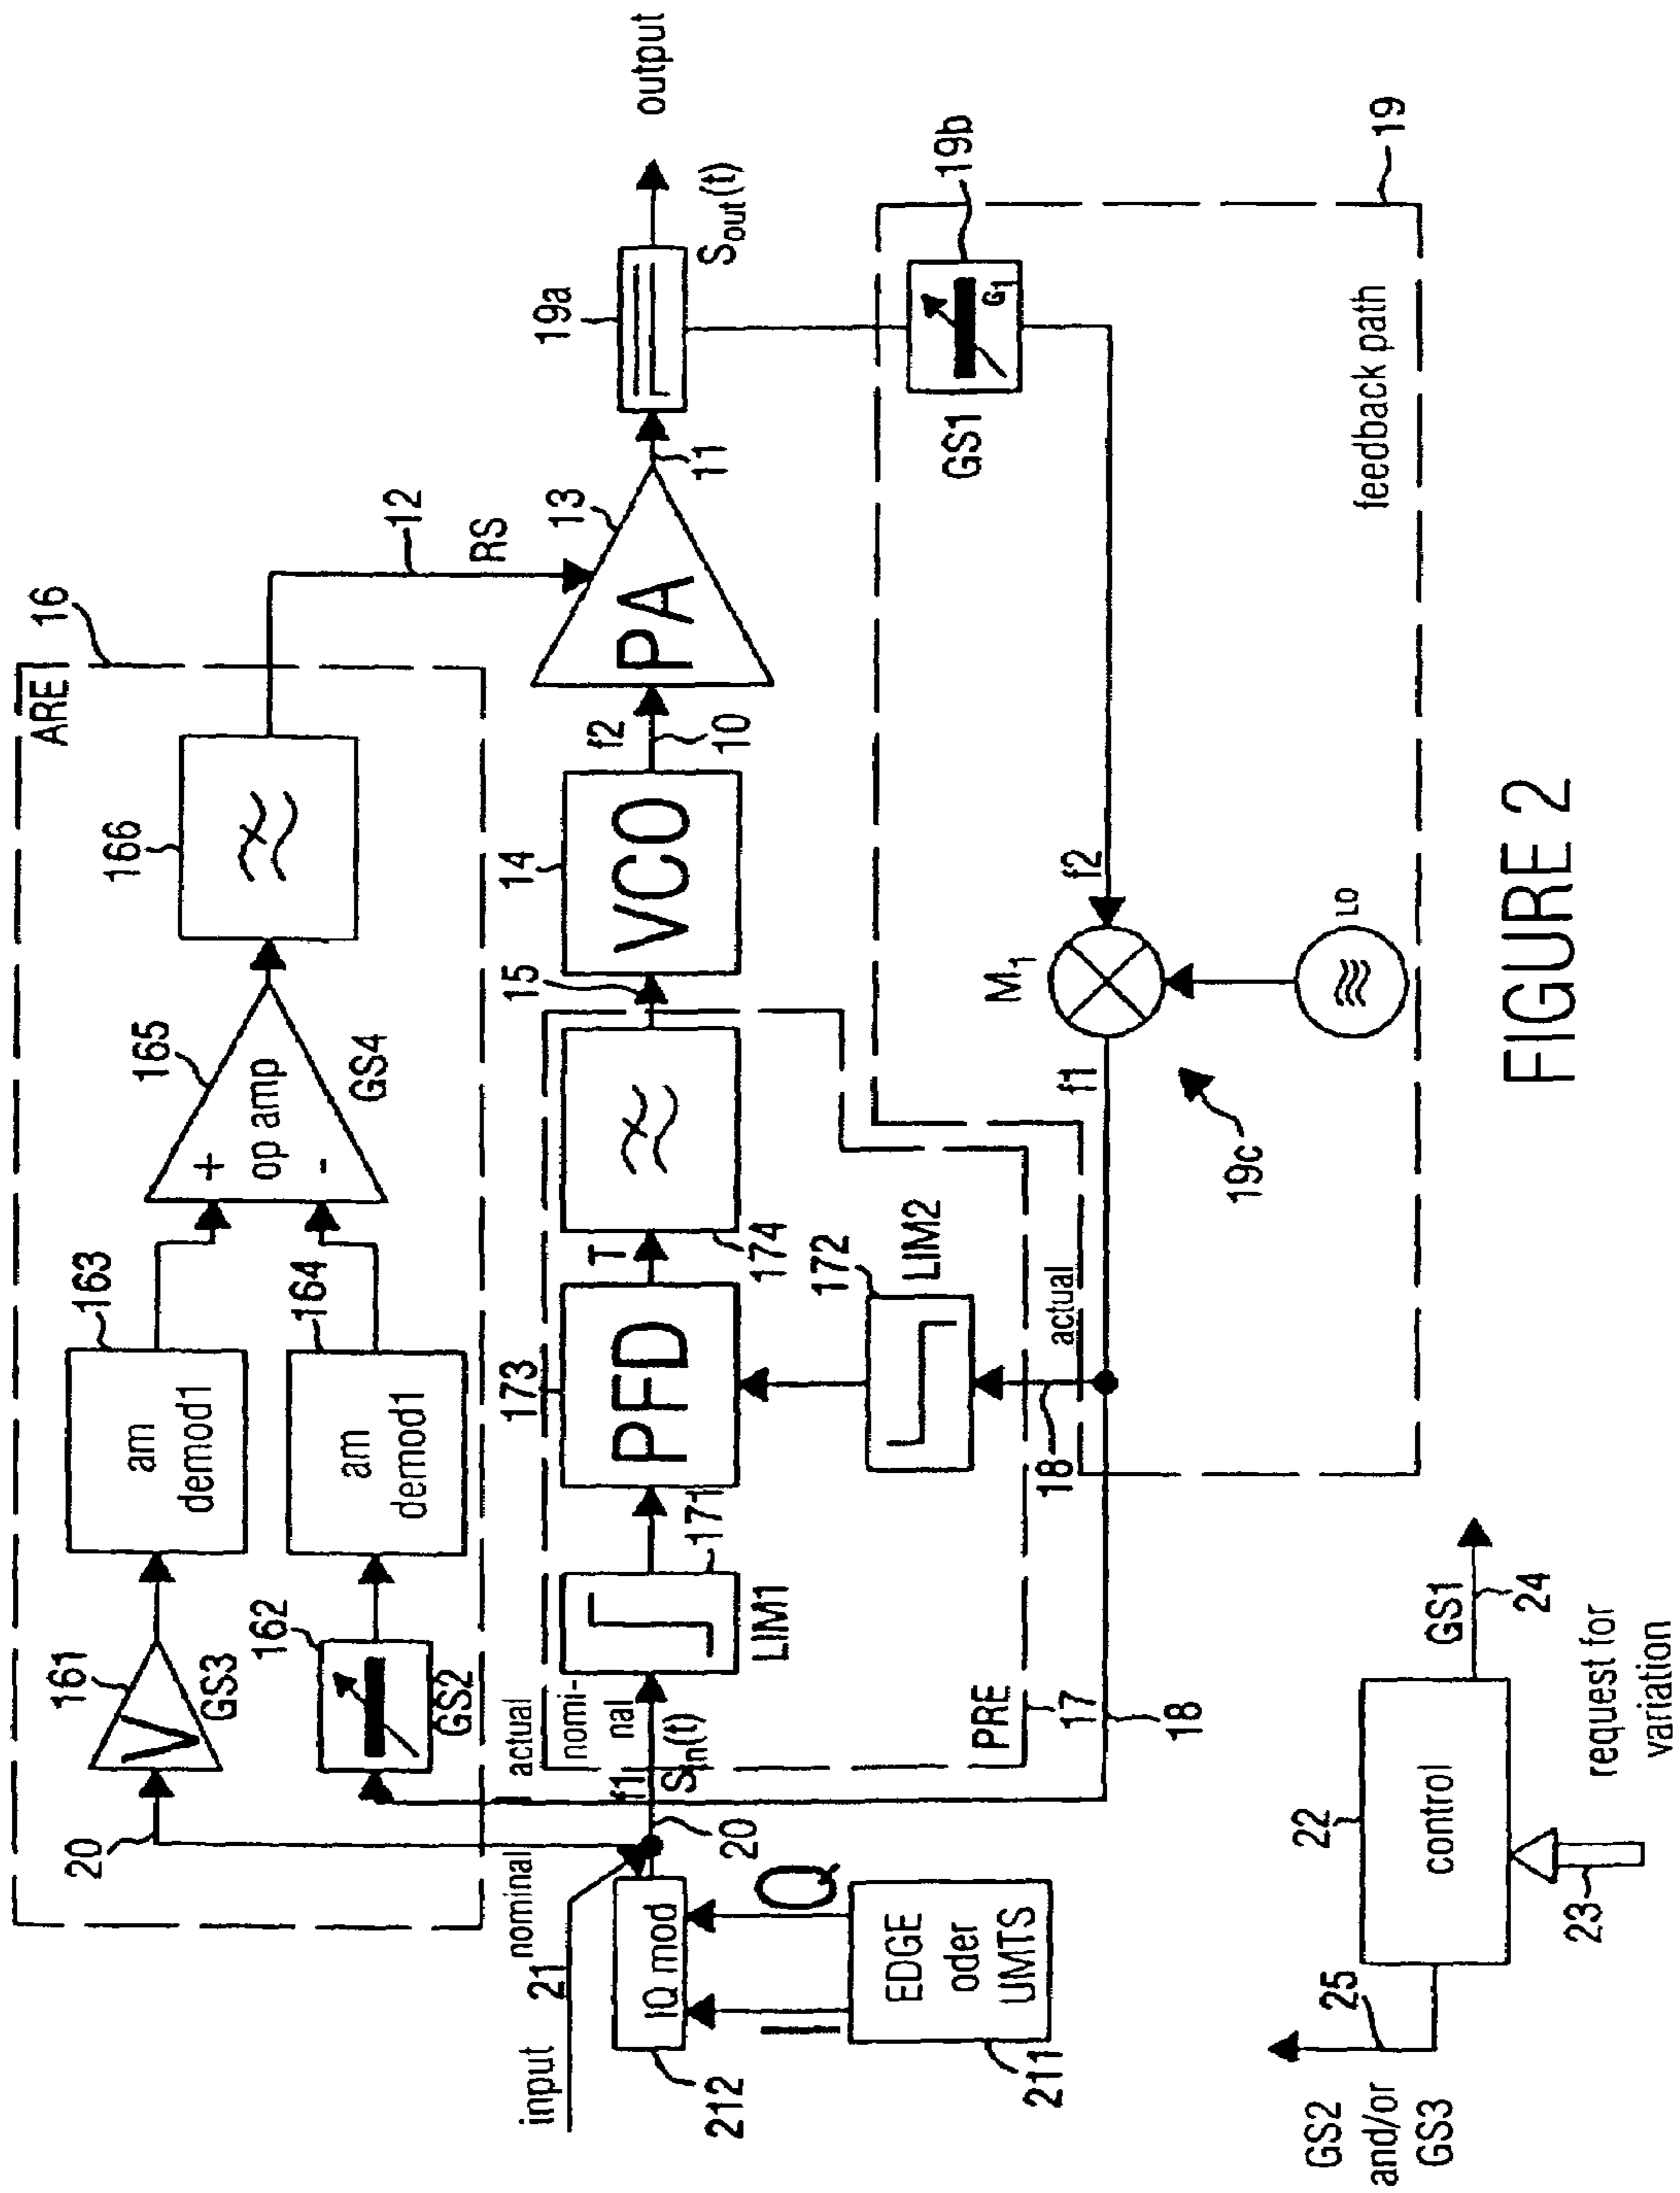 ARE
16
161
GS3
163
am
demod1
165
+
op amp
-
GS4
166
12
RS
20
162
GS2
164
am
demod1
actual
nominal
input
21
IQ mod
212
20
f1
Sin(t)
nomi-
nal
LIM1
171
173
PFD
T
174
15
14
VCO
f2
10
13
PA
11
19a
Sout(t)
output
I
Q
EDGE
oder
UMTS
211
PRE
17
18
172
LIM2
18
actual
f1
M1
f2
LO
19c
GS1
G1
19b
feedback path
19
GS2
and/or
GS3
25
22
control
23
GS1
24
request for
variation
FIGURE 2